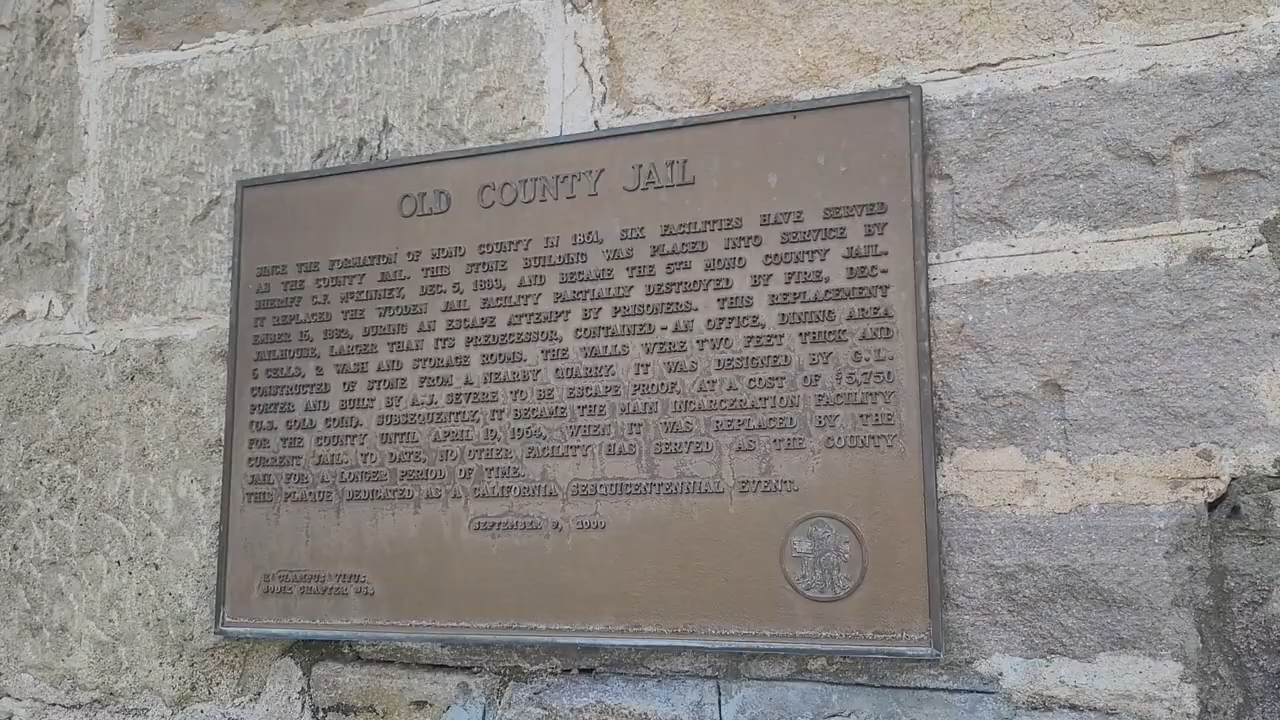 OLD COUNTY JAIL
SINCE THE FORMATION OF MONO COUNTY IN 1861, SIX FACILITIES HAVE SERVED
AS THE COUNTY JAIL. THIS STONE BUILDING WAS PLACED INTO SERVICE BY
SHERIFF C.F. McKINNEY, DEC. 5, 1883, AND BECAME THE 5TH MONO COUNTY JAIL.
IT REPLACED THE WOODEN JAIL FACILITY PARTIALLY DESTROYED BY FIRE, DEC-
EMBER 16, 1882, DURING AN ESCAPE ATTEMPT BY PRISONERS. THIS REPLACEMENT
JAILHOUSE, LARGER THAN ITS PREDECESSOR, CONTAINED - AN OFFICE, DINING AREA
6 CELLS, 2 WASH AND STORAGE ROOMS. THE WALLS WERE TWO FEET THICK AND
CONSTRUCTED OF STONE FROM A NEARBY QUARRY. IT WAS DESIGNED BY G.L.
PORTER AND BUILT BY A.J. SEVERE TO BE ESCAPE PROOF, AT A COST OF $5,750
(U.S. GOLD COIN). SUBSEQUENTLY, IT BECAME THE MAIN INCARCERATION FACILITY
FOR THE COUNTY UNTIL APRIL 19, 1964, WHEN IT WAS REPLACED BY THE
CURRENT JAIL. TO DATE, NO OTHER FACILITY HAS SERVED AS THE COUNTY
JAIL FOR A LONGER PERIOD OF TIME.
THIS PLAQUE DEDICATED AS A CALIFORNIA SESQUICENTENNIAL EVENT.
SEPTEMBER 9, 2000
E CLAMPUS VITUS
BODIE CHAPTER #64